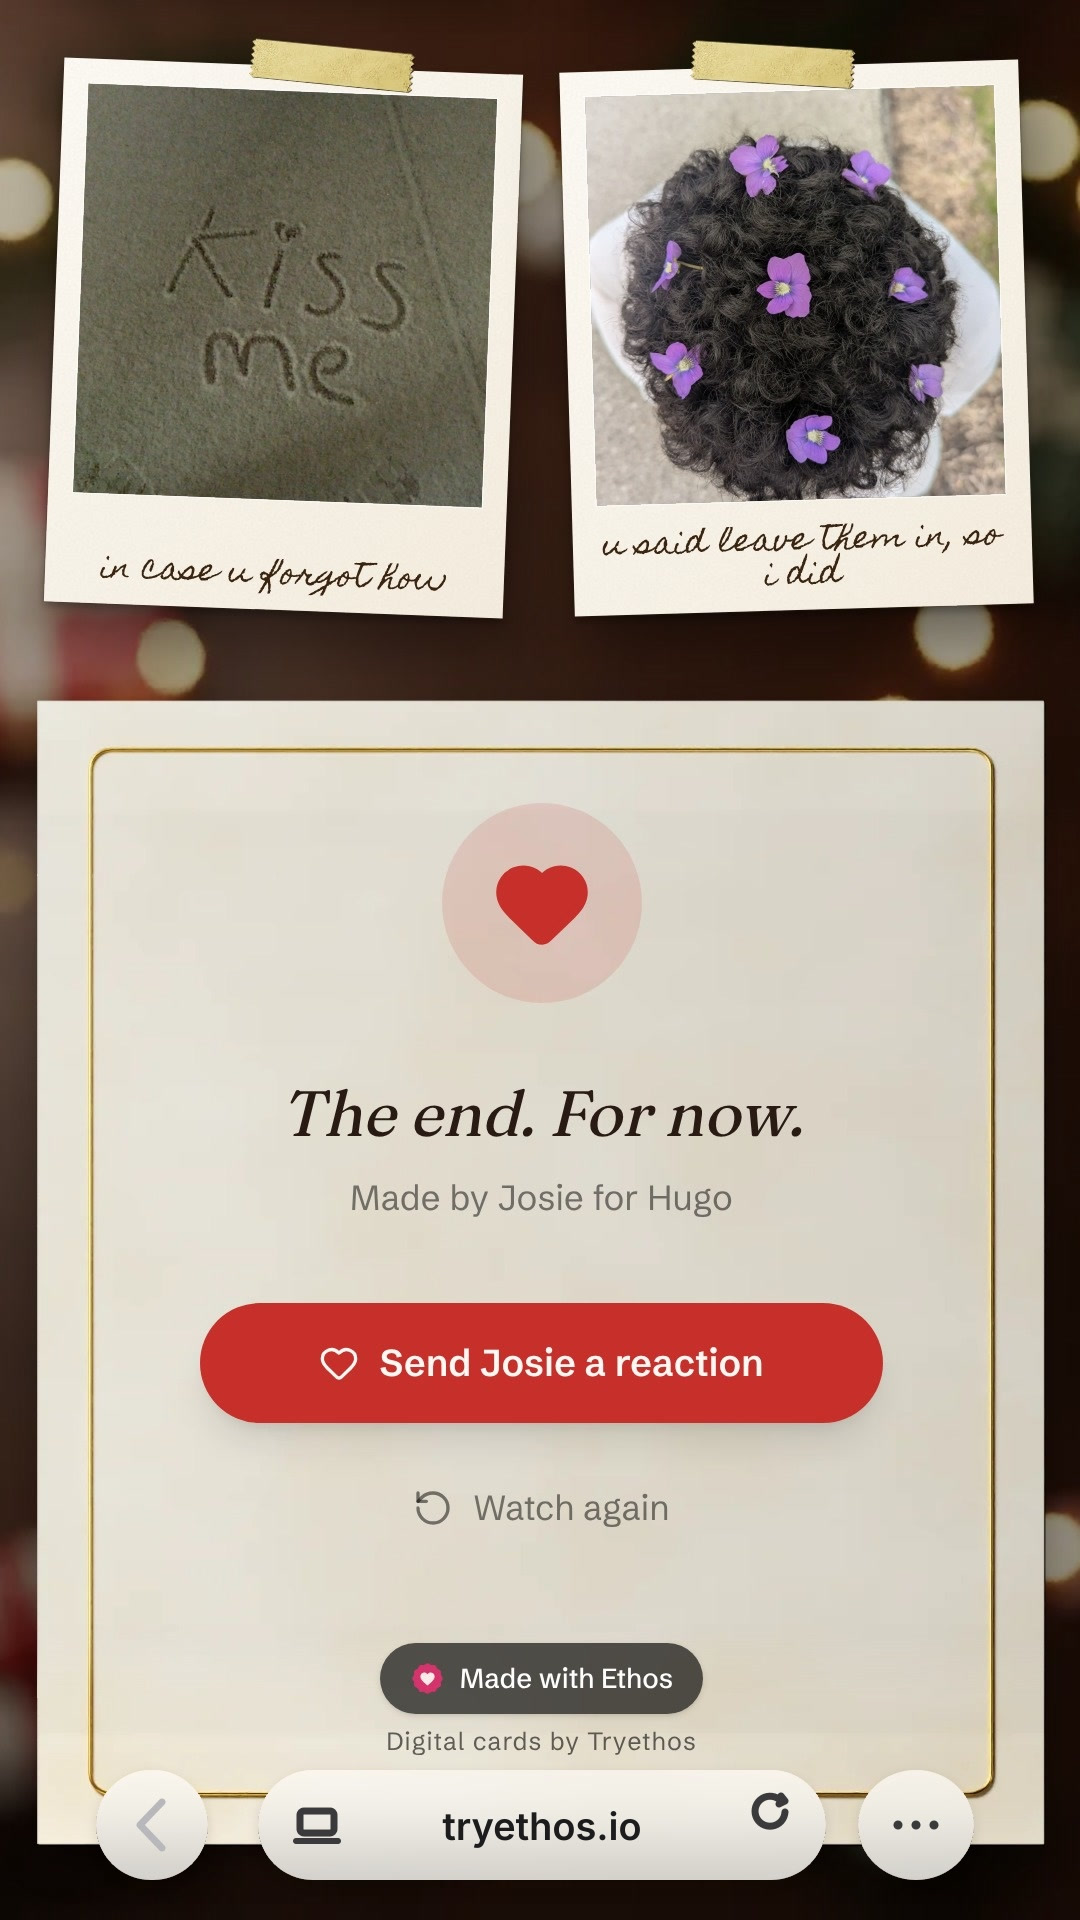 Kiss
me
in case u forgot how
u said leave them in, so
i did
The end. For now.
Made by Josie for Hugo
Send Josie a reaction
Watch again
Made with Ethos
Digital cards by Tryethos
tryethos.io